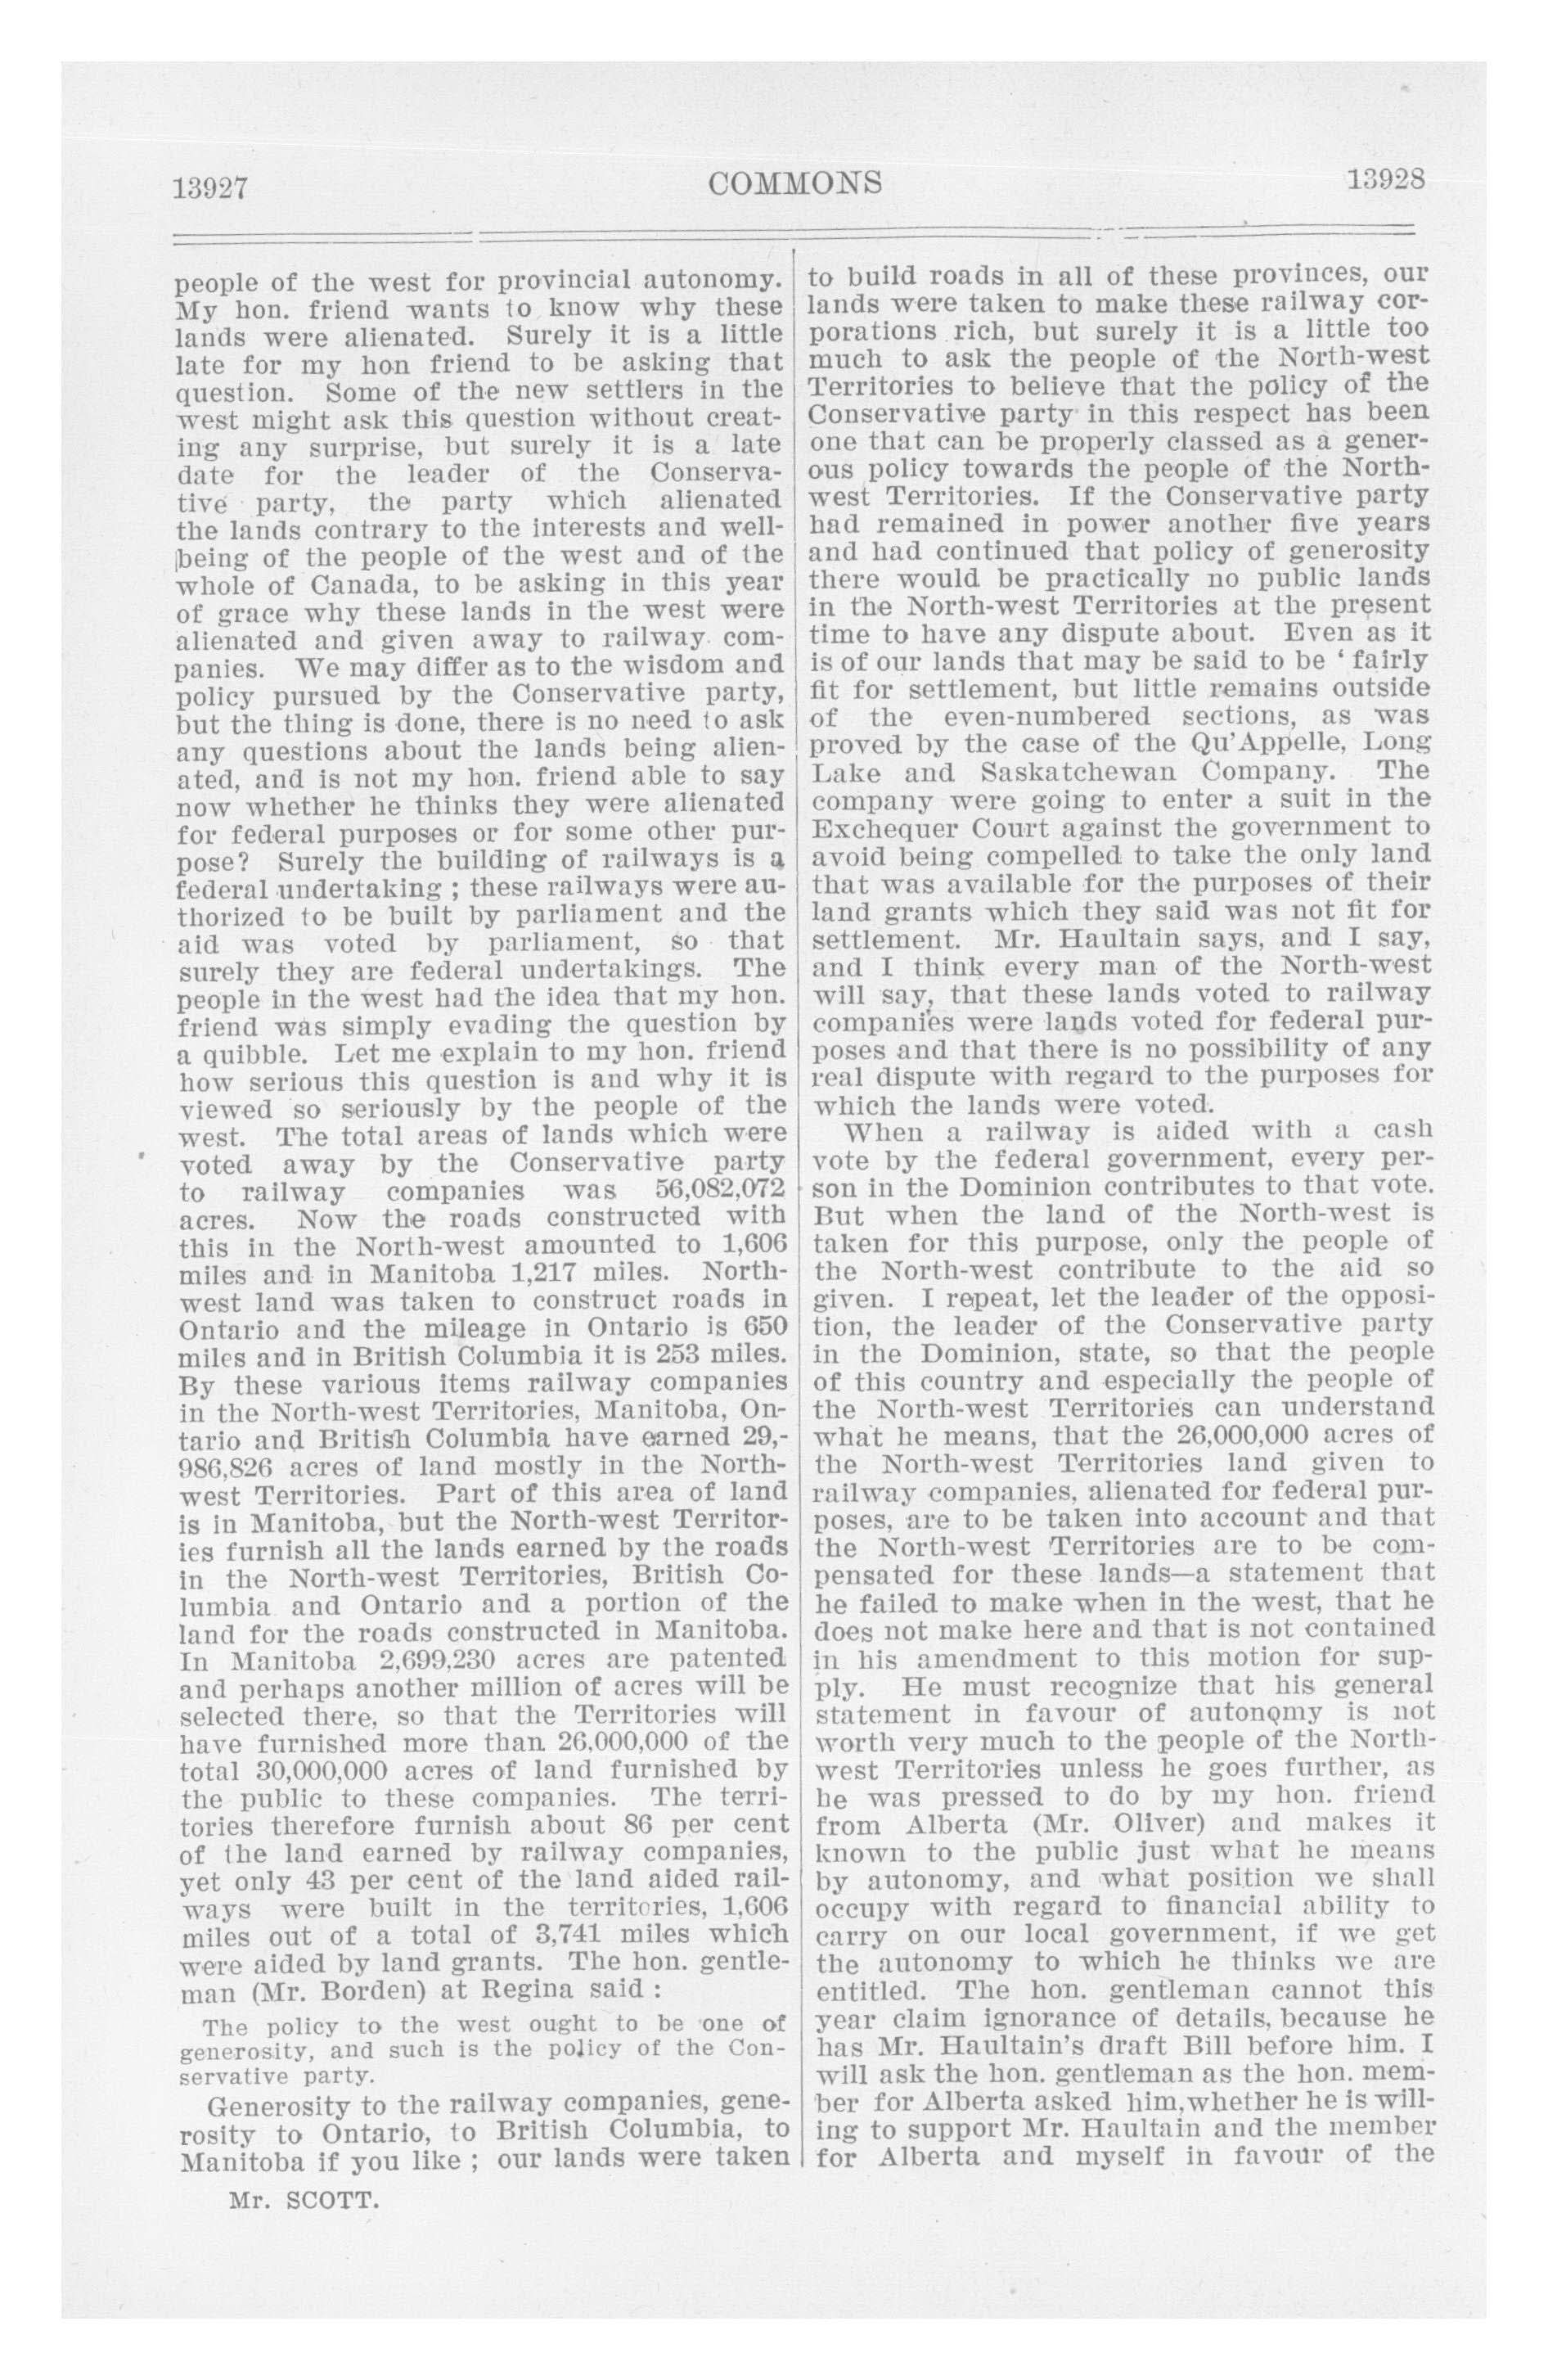 13927
COMMONS
13928
people of the west for provincial autonomy.
My hon. friend wants to know why these
lands were alienated. Surely it is a little
late for my hon friend to be asking that
question. Some of the new settlers in the
west might ask this question without creat-
ing any surprise, but surely it is a late
date for the leader of the Conserva-
tive party, the party which alienated
the lands contrary to the interests and well-
being of the people of the west and of the
whole of Canada, to be asking in this year
of grace why these lands in the west were
alienated and given away to railway com-
panies. We may differ as to the wisdom and
policy pursued by the Conservative party,
but the thing is done, there is no need to ask
any questions about the lands being alien-
ated, and is not my hon. friend able to say
now whether he thinks they were alienated
for federal purposes or for some other pur-
pose? Surely the building of railways is a
federal undertaking ; these railways were au-
thorized to be built by parliament and the
aid was voted by parliament, so that
surely they are federal undertakings. The
people in the west had the idea that my hon.
friend was simply evading the question by
a quibble. Let me explain to my hon. friend
how serious this question is and why it is
viewed so seriously by the people of the
west. The total areas of lands which were
voted away by the Conservative party
to railway companies was 56,082,072
acres. Now the roads constructed with
this in the North-west amounted to 1,606
miles and in Manitoba 1,217 miles. North-
west land was taken to construct roads in
Ontario and the mileage in Ontario is 650
miles and in British Columbia it is 253 miles.
By these various items railway companies
in the North-west Territories, Manitoba, On-
tario and British Columbia have earned 29,-
986,826 acres of land mostly in the North-
west Territories. Part of this area of land
is in Manitoba, but the North-west Territor-
ies furnish all the lands earned by the roads
in the North-west Territories, British Co-
lumbia and Ontario and a portion of the
land for the roads constructed in Manitoba.
In Manitoba 2,699,230 acres are patented
and perhaps another million of acres will be
selected there, so that the Territories will
have furnished more than 26,000,000 of the
total 30,000,000 acres of land furnished by
the public to these companies. The terri-
tories therefore furnish about 86 per cent
of the land earned by railway companies,
yet only 43 per cent of the land aided rail-
ways were built in the territories, 1,606
miles out of a total of 3,741 miles which
were aided by land grants. The hon. gentle-
man (Mr. Borden) at Regina said :
The policy to the west ought to be one of
generosity, and such is the policy of the Con-
servative party.
Generosity to the railway companies, gene-
rosity to Ontario, to British Columbia, to
Manitoba if you like ; our lands were taken
Mr. SCOTT.
to build roads in all of these provinces, our
lands were taken to make these railway cor-
porations rich, but surely it is a little too
much to ask the people of the North-west
Territories to believe that the policy of the
Conservative party in this respect has been
one that can be properly classed as a gener-
ous policy towards the people of the North-
west Territories. If the Conservative party
had remained in power another five years
and had continued that policy of generosity
there would be practically no public lands
in the North-west Territories at the present
time to have any dispute about. Even as it
is of our lands that may be said to be ‘ fairly
fit for settlement, but little remains outside
of the even-numbered sections, as was
proved by the case of the Qu'Appelle, Long
Lake and Saskatchewan Company. The
company were going to enter a suit in the
Exchequer Court against the government to
avoid being compelled to take the only land
that was available for the purposes of their
land grants which they said was not fit for
settlement. Mr. Haultain says, and I say,
and I think every man of the North-west
will say, that these lands voted to railway
companies were lands voted for federal pur-
poses and that there is no possibility of any
real dispute with regard to the purposes for
which the lands were voted.
When a railway is aided with a cash
vote by the federal government, every per-
son in the Dominion contributes to that vote.
But when the land of the North-west is
taken for this purpose, only the people of
the North-west contribute to the aid so
given. I repeat, let the leader of the opposi-
tion, the leader of the Conservative party
in the Dominion, state, so that the people
of this country and especially the people of
the North-west Territories can understand
what he means, that the 26,000,000 acres of
the North-west Territories land given to
railway companies, alienated for federal pur-
poses, are to be taken into account and that
the North-west Territories are to be com-
pensated for these lands—a statement that
he failed to make when in the west, that he
does not make here and that is not contained
in his amendment to this motion for sup-
ply. He must recognize that his general
statement in favour of autonomy is not
worth very much to the people of the North-
west Territories unless he goes further, as
he was pressed to do by my hon. friend
from Alberta (Mr. Oliver) and makes it
known to the public just what he means
by autonomy, and what position we shall
occupy with regard to financial ability to
carry on our local government, if we get
the autonomy to which he thinks we are
entitled. The hon. gentleman cannot this
year claim ignorance of details, because he
has Mr. Haultain's draft Bill before him. I
will ask the hon. gentleman as the hon. mem-
ber for Alberta asked him, whether he is will-
ing to support Mr. Haultain and the member
for Alberta and myself in favour of the